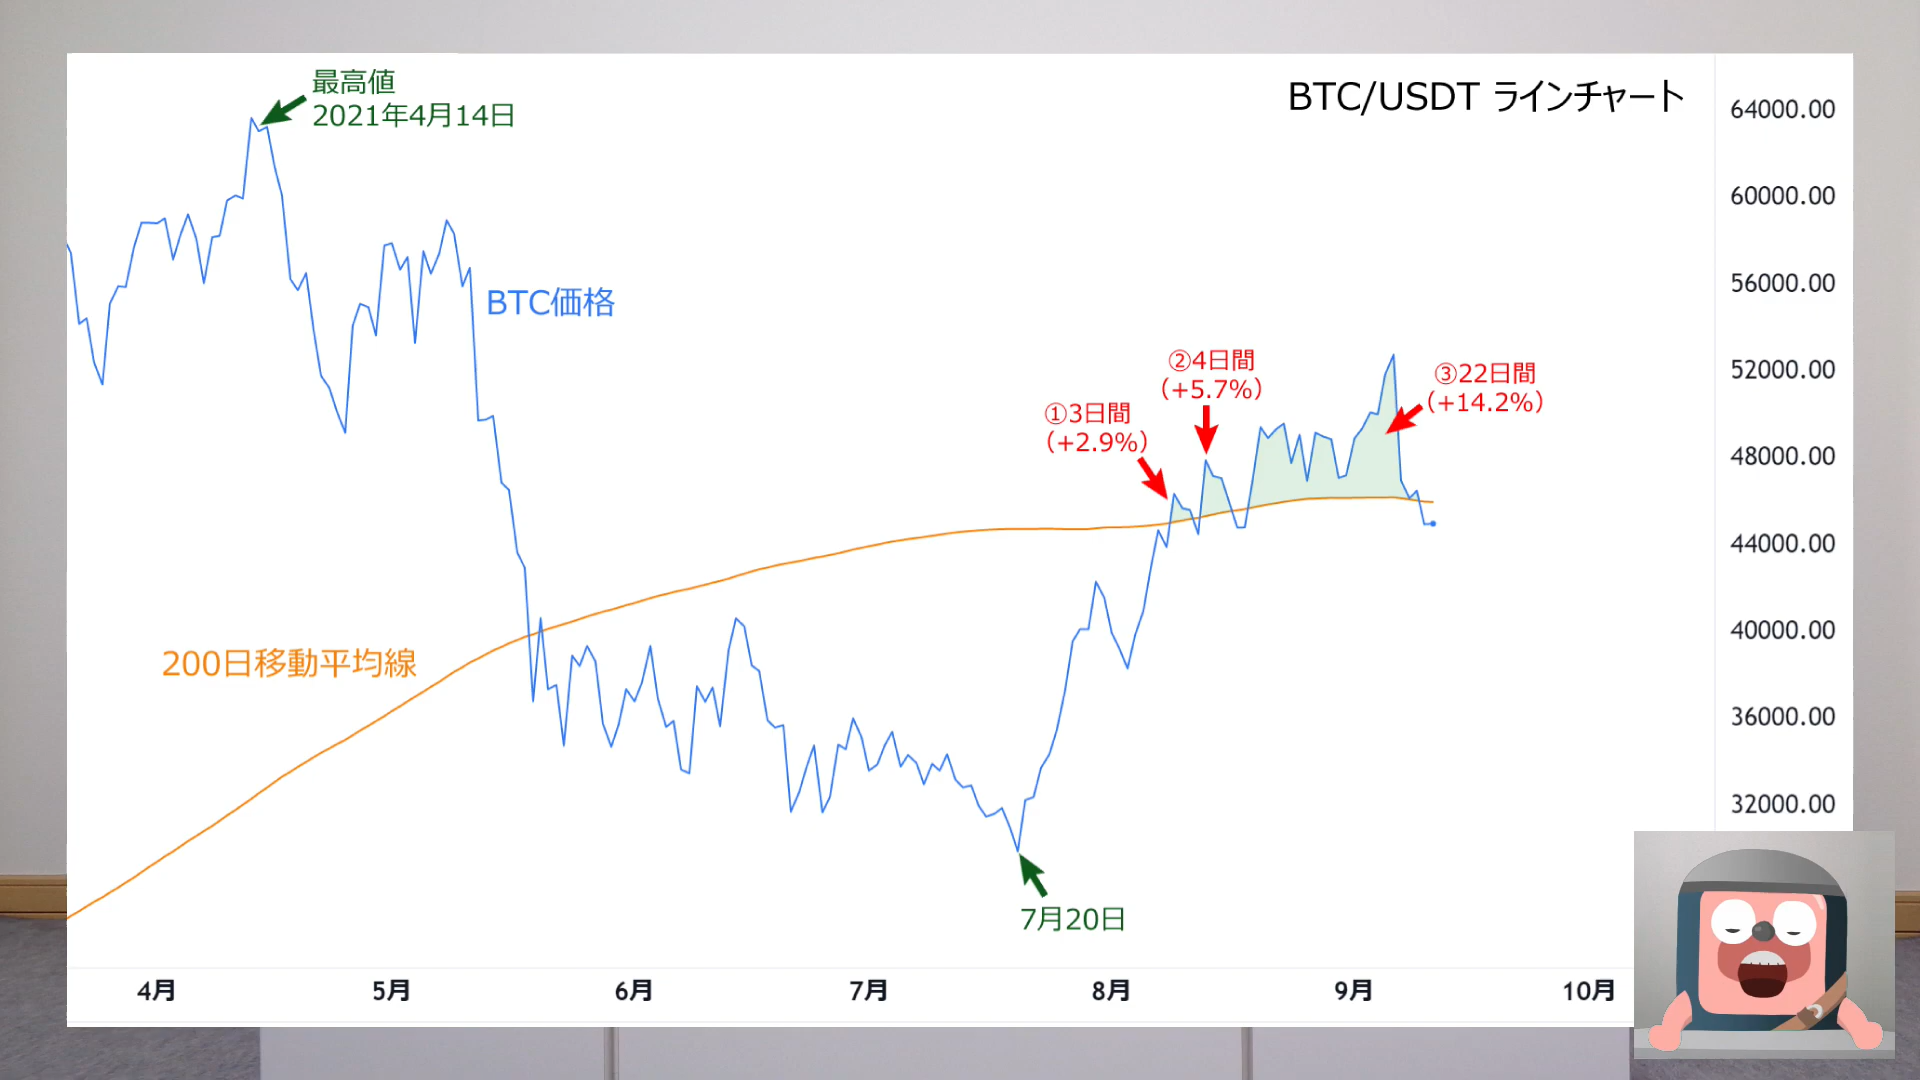 最高値
2021年4月14日
BTC/USDT ラインチャート
BTC価格
200日移動平均線
①3日間
(+2.9%)
②4日間
(+5.7%)
③22日間
(+14.2%)
7月20日
64000.00
60000.00
56000.00
52000.00
48000.00
44000.00
40000.00
36000.00
32000.00
4月
5月
6月
7月
8月
9月
10月